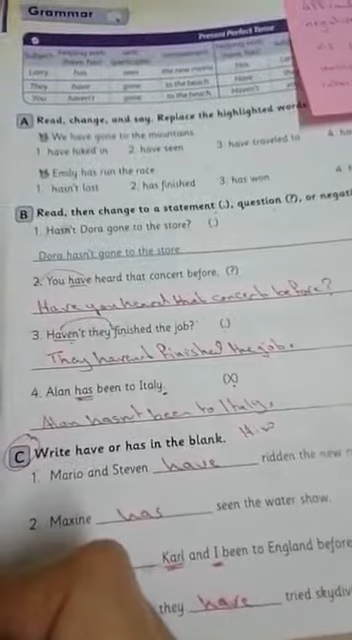 Grammar
Present Perfect Tense
Larry has seen the new movie
They have gone to the beach
You haven't gone to the beach
Haven't
A Read, change, and say. Replace the highlighted words
We have gone to the mountains
1. have hiked in 2. have seen 3. have traveled to 4.
Emily has run the race
1. hasn't lost 2. has finished 3. has won
B Read, then change to a statement (.), question (?), or
1. Hasn't Dora gone to the store? (.)
Dora hasn't gone to the store
2. You have heard that concert before. (?)
Have you heard that concert before?
3. Haven't they finished the job? (.)
They haven't finished the job.
4. Alan has been to Italy. (X)
Alan hasn't been to Italy.
C Write have or has in the blank. H.W
1. Mario and Steven have ridden the new
2. Maxine has seen the water show.
Karl and I been to England before
they have tried